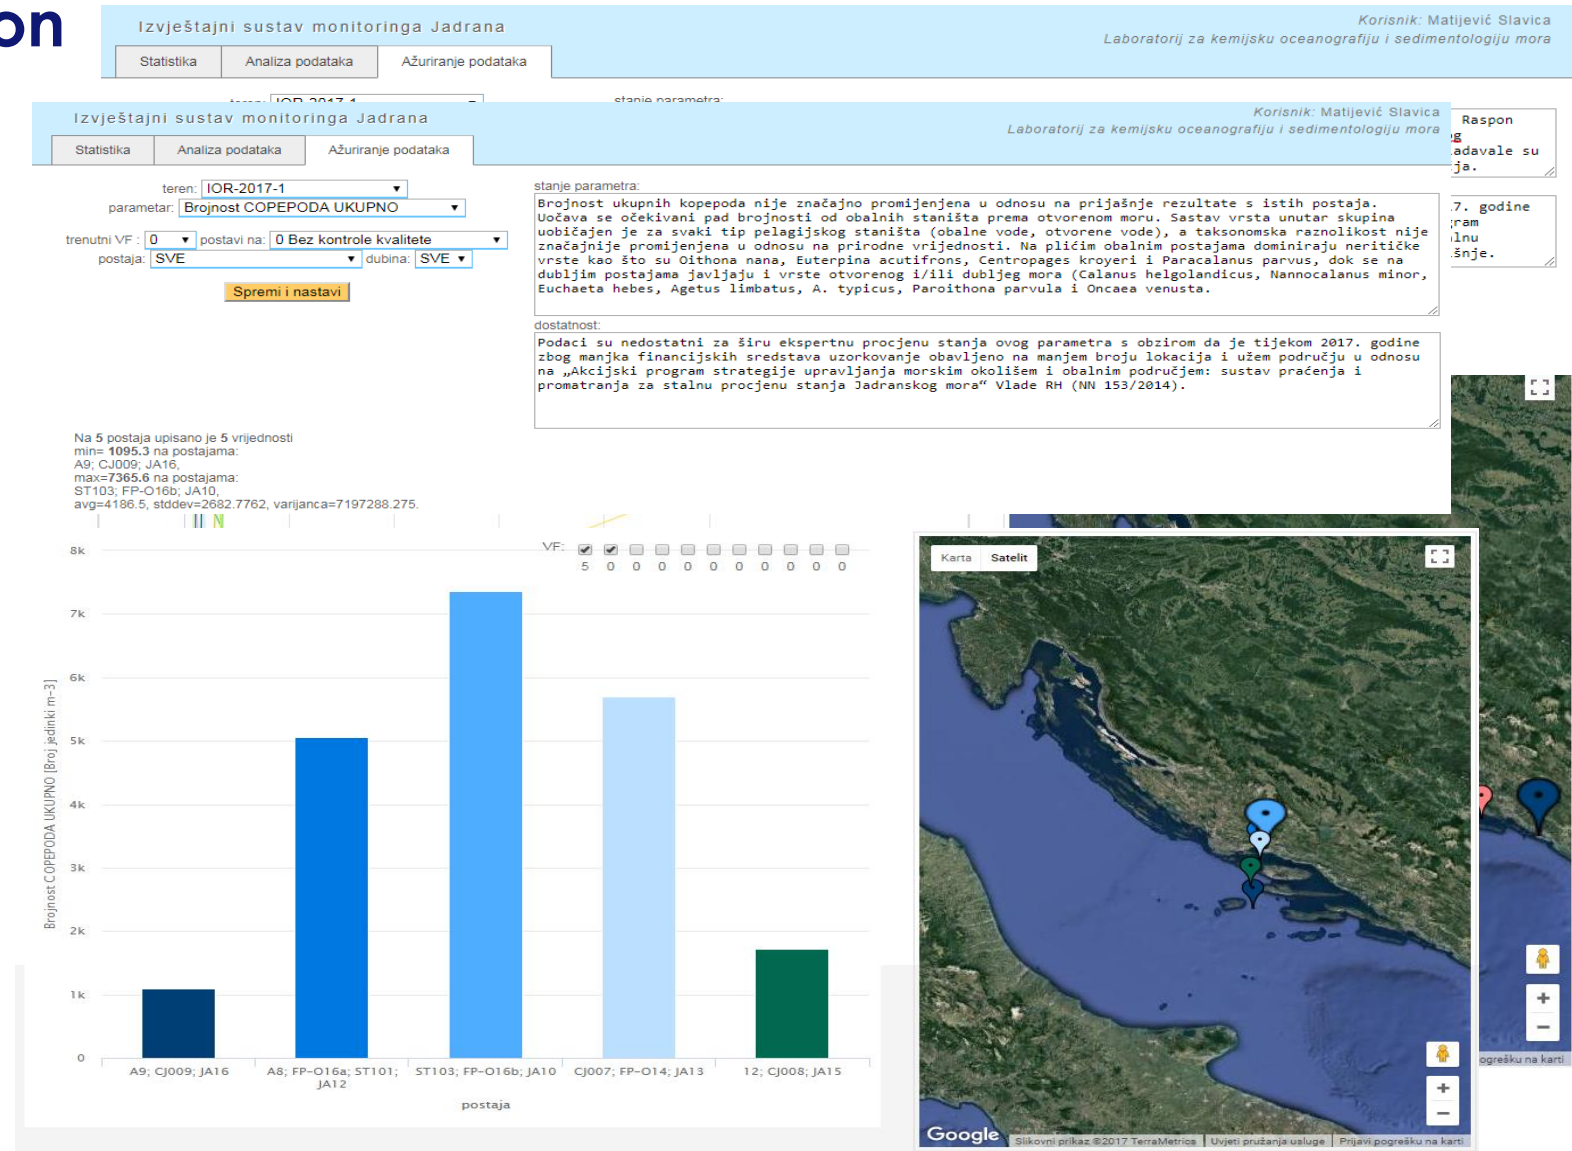 on
Izvještajni sustav monitoringa Jadrana
Korisnik: Matijević Slavica
Laboratorij za kemijsku oceanografiju i sedimentologiju mora
Statistika Analiza podataka Ažuriranje podataka
teren: IOR-2017-1
stanje parametra:
Raspon
adavale su
ja.
17. godine
gram
lnu
išnje.
Izvještajni sustav monitoringa Jadrana
Korisnik: Matijević Slavica
Laboratorij za kemijsku oceanografiju i sedimentologiju mora
Statistika Analiza podataka Ažuriranje podataka
teren: IOR-2017-1
parametar: Brojnost COPEPODA UKUPNO
trenutni VF : 0 postavi na: 0 Bez kontrole kvalitete
postaja: SVE dubina: SVE
Spremi i nastavi
stanje parametra:
Brojnost ukupnih kopepoda nije značajno promijenjena u odnosu na prijašnje rezultate s istih postaja.
Uočava se očekivani pad brojnosti od obalnih staništa prema otvorenom moru. Sastav vrsta unutar skupina
uobičajen je za svaki tip pelagijskog staništa (obalne vode, otvorene vode), a taksonomska raznolikost nije
značajnije promijenjena u odnosu na prirodne vrijednosti. Na plićim obalnim postajama dominiraju neritičke
vrste kao što su Oithona nana, Euterpina acutifrons, Centropages kroyeri i Paracalanus parvus, dok se na
dubljim postajama javljaju i vrste otvorenog i/ili dubljeg mora (Calanus helgolandicus, Nannocalanus minor,
Euchaeta hebes, Agetus limbatus, A. typicus, Paroithona parvula i Oncaea venusta.
dostatnost:
Podaci su nedostatni za širu ekspertnu procjenu stanja ovog parametra s obzirom da je tijekom 2017. godine
zbog manjka financijskih sredstava uzorkovanje obavljeno na manjem broju lokacija i užem području u odnosu
na „Akcijski program strategije upravljanja morskim okolišem i obalnim područjem: sustav praćenja i
promatranja za stalnu procjenu stanja Jadranskog mora“ Vlade RH (NN 153/2014).
Na 5 postaja upisano je 5 vrijednosti
min= 1095.3 na postajama:
A9; CJ009; JA16,
max=7365.6 na postajama:
ST103; FP-O16b; JA10,
avg=4186.5, stddev=2682.7762, varijanca=7197288.275.
VF:
5 0 0 0 0 0 0 0 0 0 0
Brojnost COPEPODA UKUPNO [Broj jedinki m-3]
8k
7k
6k
5k
4k
3k
2k
1k
0
A9; CJ009; JA16
A8; FP-O16a; ST101; JA12
ST103; FP-O16b; JA10
CJ007; FP-O14; JA13
12; CJ008; JA15
postaja
Karta Satelit
ogrešku na karti
Google
Slikovni prikaz ©2017 TerraMetrics Uvjeti pružanja usluge Prijavi pogrešku na karti